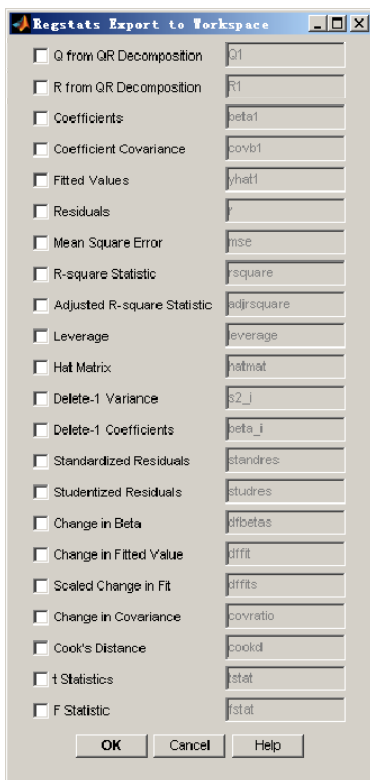 Regstats Export to Workspace
Q from QR Decomposition Q1
R from QR Decomposition R1
Coefficients beta1
Coefficient Covariance covb1
Fitted Values yhat1
Residuals r
Mean Square Error mse
R-square Statistic rsquare
Adjusted R-square Statistic adjrsquare
Leverage leverage
Hat Matrix hatmat
Delete-1 Variance s2_i
Delete-1 Coefficients beta_i
Standardized Residuals standres
Studentized Residuals studres
Change in Beta dfbetas
Change in Fitted Value dffit
Scaled Change in Fit dffits
Change in Covariance covratio
Cook's Distance cookd
t Statistics tstat
F Statistic fstat
OK Cancel Help